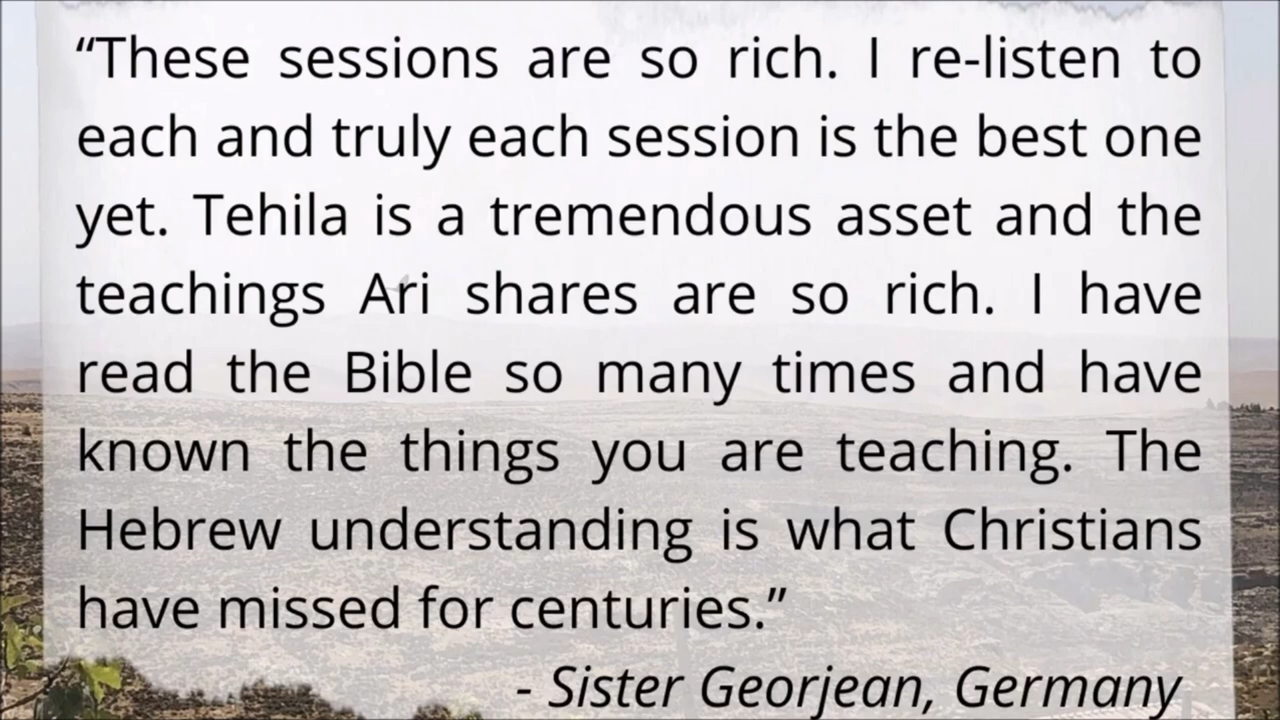 “These sessions are so rich. I re-listen to
each and truly each session is the best one
yet. Tehila is a tremendous asset and the
teachings Ari shares are so rich. I have
read the Bible so many times and have
known the things you are teaching. The
Hebrew understanding is what Christians
have missed for centuries.”
- Sister Georjean, Germany